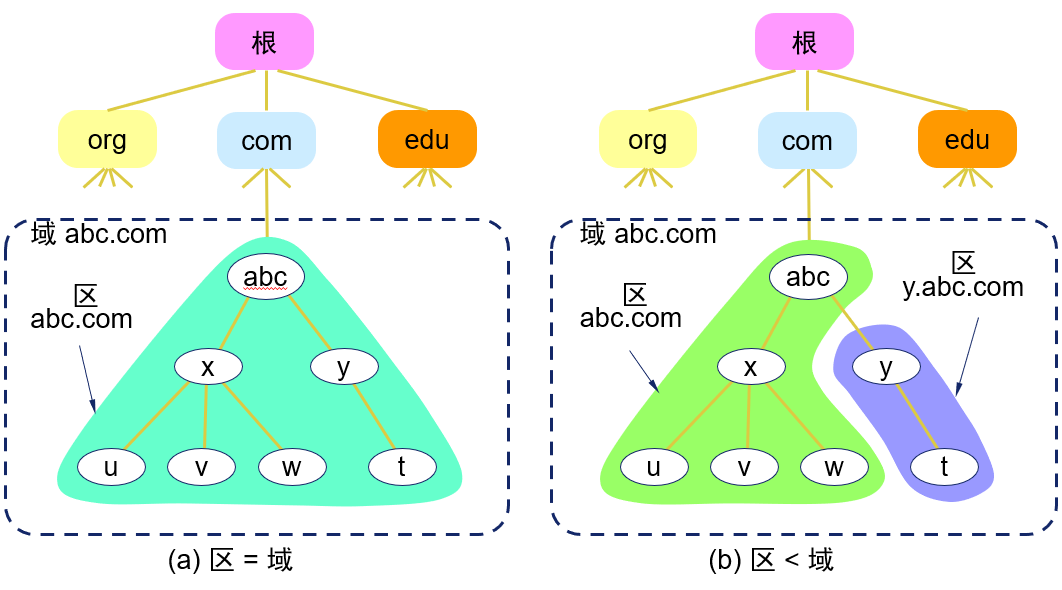 根
org
com
edu
域 abc.com
abc
区
abc.com
x
y
u
v
w
t
(a) 区 = 域
根
org
com
edu
域 abc.com
abc
区
abc.com
区
y.abc.com
x
y
u
v
w
t
(b) 区 < 域